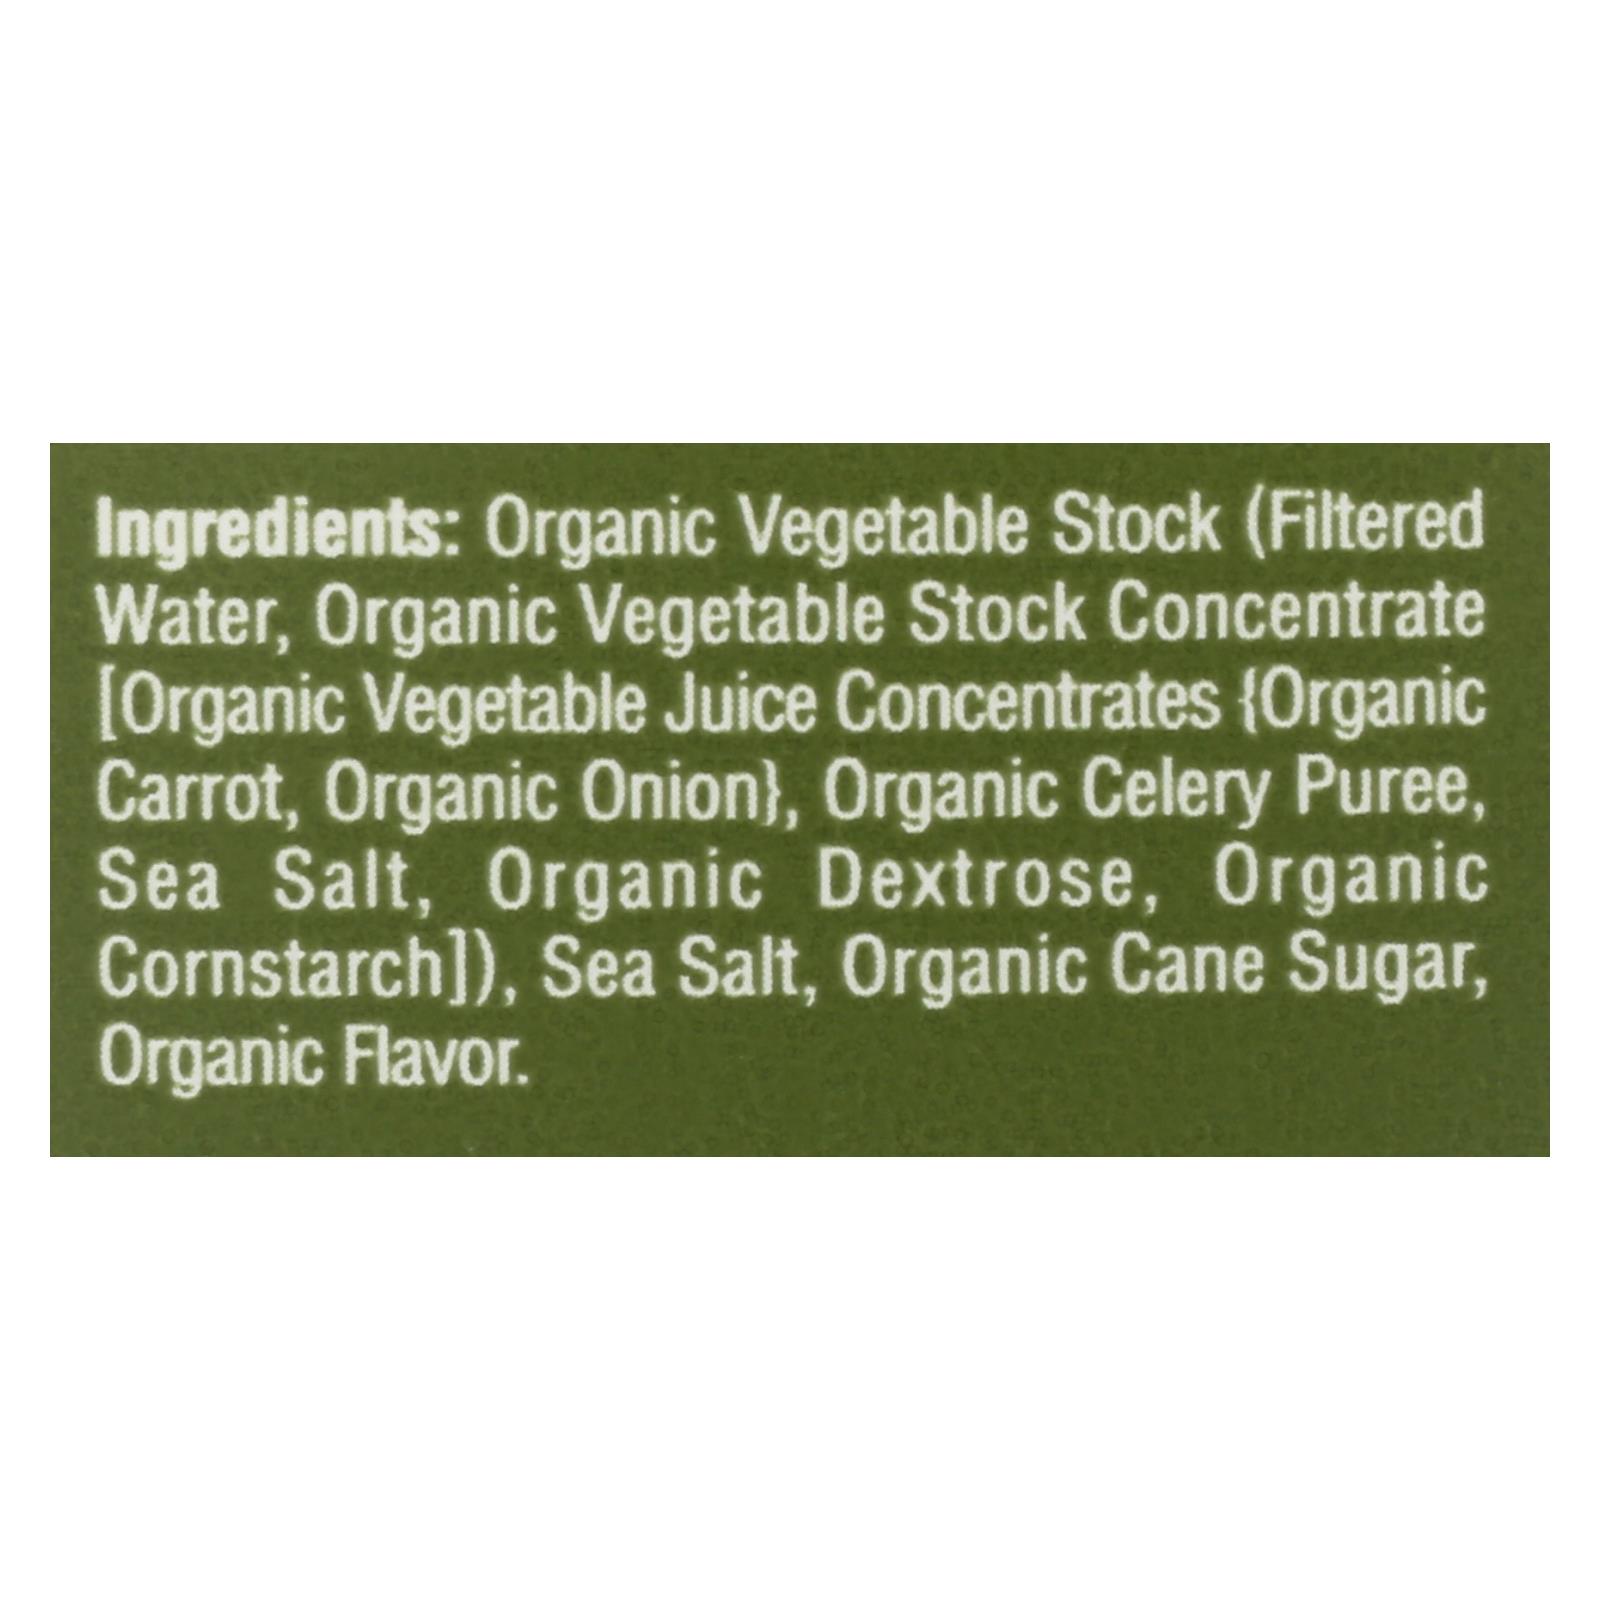 Ingredients: Organic Vegetable Stock (Filtered
Water, Organic Vegetable Stock Concentrate
[Organic Vegetable Juice Concentrates {Organic
Carrot, Organic Onion}, Organic Celery Puree,
Sea Salt, Organic Dextrose, Organic
Cornstarch]), Sea Salt, Organic Cane Sugar,
Organic Flavor.